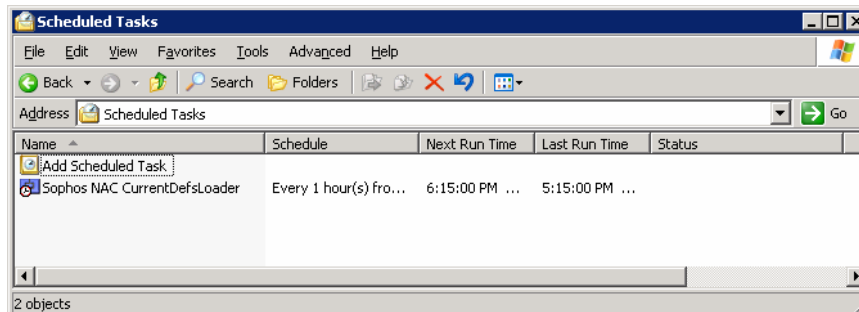 Scheduled Tasks
File Edit View Favorites Tools Advanced Help
Back Search Folders
Address Scheduled Tasks Go
Name Schedule Next Run Time Last Run Time Status
Add Scheduled Task
Sophos NAC CurrentDefsLoader Every 1 hour(s) fro... 6:15:00 PM ... 5:15:00 PM ...
2 objects